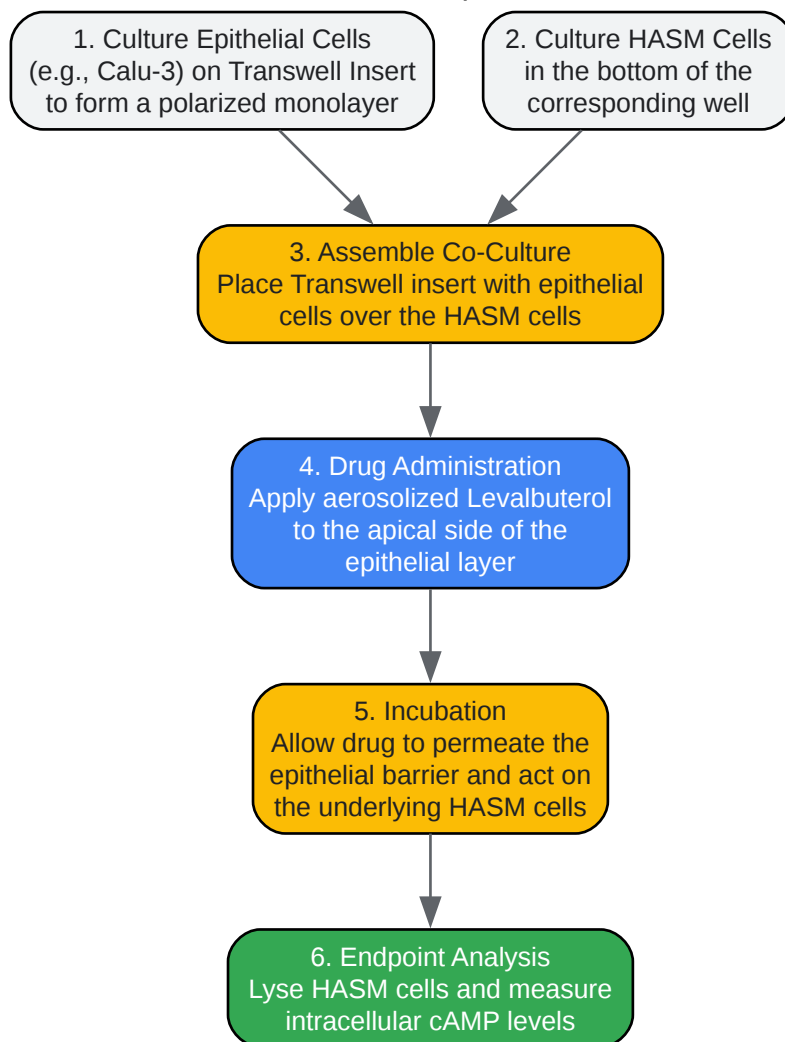 1. Culture Epithelial Cells
(e.g., Calu-3) on Transwell Insert
to form a polarized monolayer
2. Culture HASM Cells
in the bottom of the
corresponding well
3. Assemble Co-Culture
Place Transwell insert with epithelial
cells over the HASM cells
4. Drug Administration
Apply aerosolized Levalbuterol
to the apical side of the
epithelial layer
5. Incubation
Allow drug to permeate the
epithelial barrier and act on
the underlying HASM cells
6. Endpoint Analysis
Lyse HASM cells and measure
intracellular cAMP levels